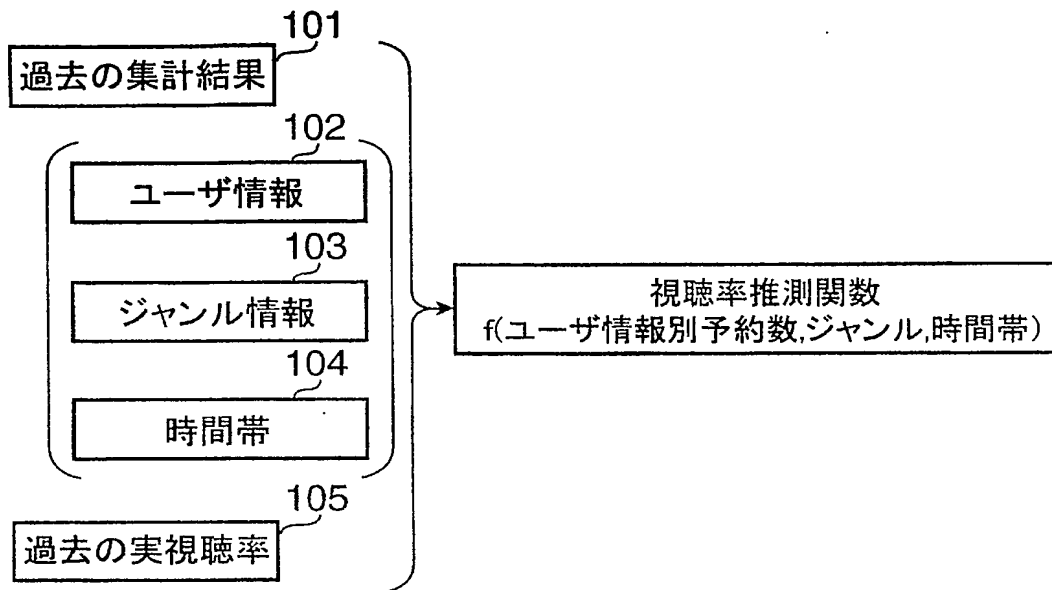 101
過去の集計結果
102
ユーザ情報
103
ジャンル情報
104
時間帯
105
過去の実視聴率
視聴率推測関数
f(ユーザ情報別予約数,ジャンル,時間帯)